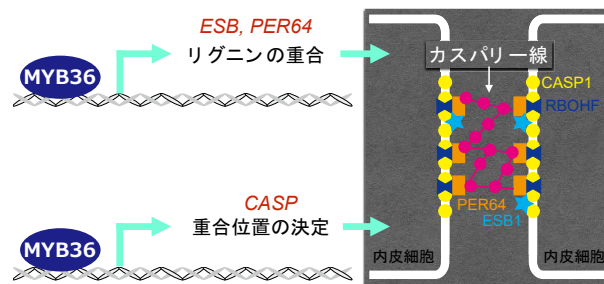 ESB, PER64
リグニンの重合
MYB36
カスパリー線
CASP1
RBOHF
PER64
ESB1
CASP
重合位置の決定
MYB36
内皮細胞
内皮細胞